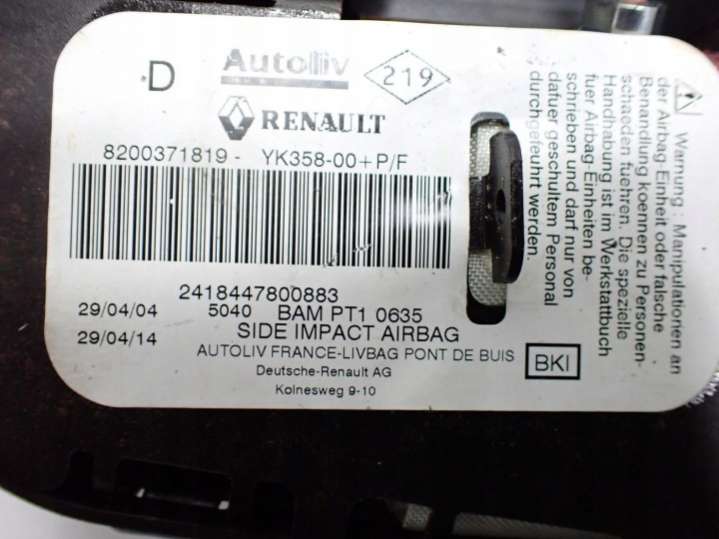 D
Autoliv
219
RENAULT
8200371819 - YK358-00+P/F
2418447800883
29/04/04
5040 BAM PT1 0635
29/04/14
SIDE IMPACT AIRBAG
AUTOLIV FRANCE-LIVBAG PONT DE BUIS
BKI
Deutsche-Renault AG
Kolnesweg 9-10
Warnung : Manipulationen an
der Airbag-Einheit oder falsche
Benandlung koennen zu Personen-
schaeden fuehren. Die spezielle
Handhabung ist im Werkstattbuch
fuer Airbag-Einheiten be-
schrieben und darf nur von
dafuer geschultem Personal
durchgefeuhrt werden.